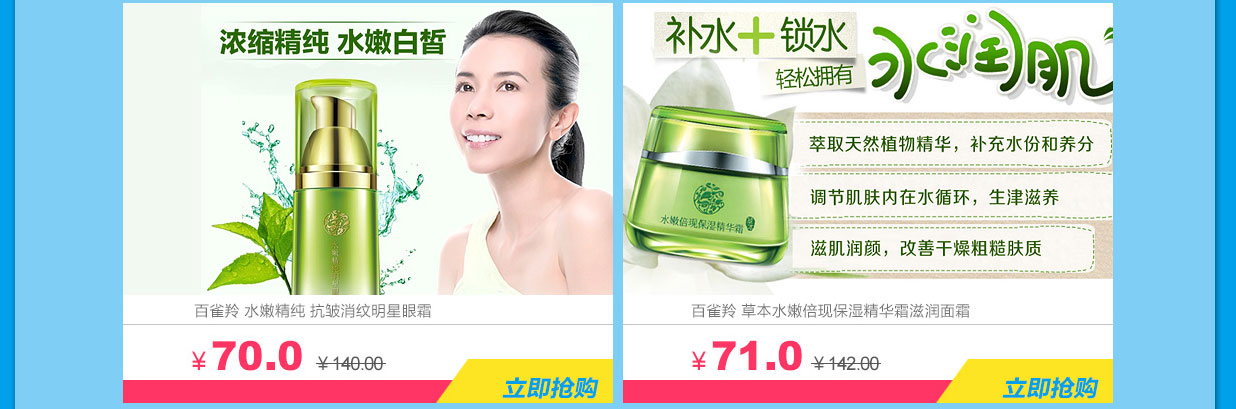 浓缩精纯 水嫩白皙
百雀羚 水嫩精纯 抗皱消纹明星眼霜
¥70.0 ¥140.00
立即抢购
补水+锁水
轻松拥有
水润肌
萃取天然植物精华，补充水份和养分
调节肌肤内在水循环，生津滋养
滋肌润颜，改善干燥粗糙肤质
水嫩倍现保湿精华霜
百雀羚 草本水嫩倍现保湿精华霜滋润面霜
¥71.0 ¥142.00
立即抢购